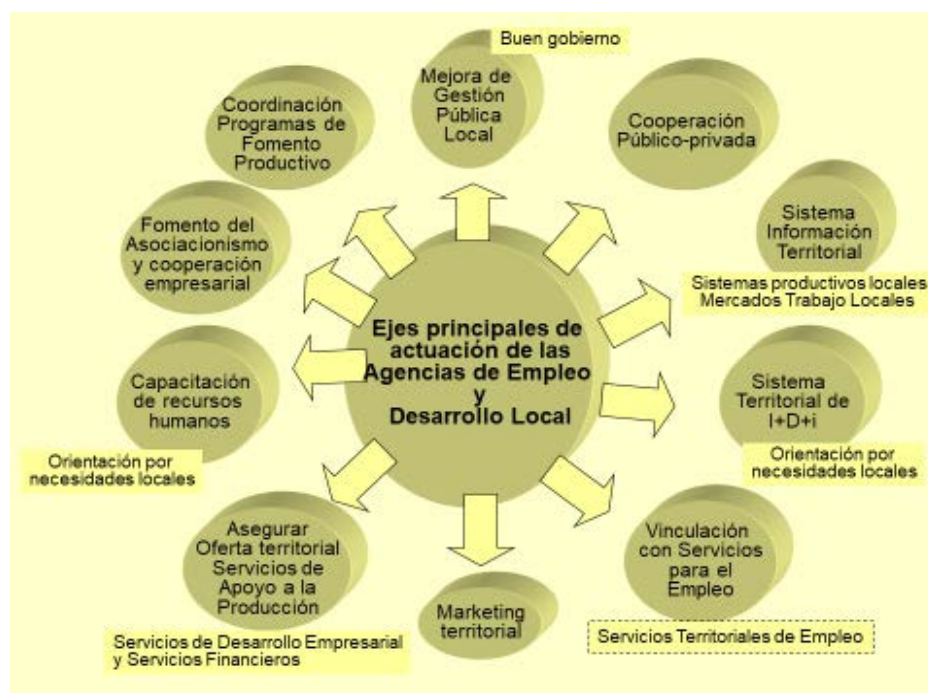 Buen gobierno
Mejora de
Gestión
Pública
Local
Coordinación
Programas de
Fomento
Productivo
Cooperación
Público-privada
Fomento del
Asociacionismo
y cooperación
empresarial
Sistema
Información
Territorial
Sistemas productivos locales
Mercados Trabajo Locales
Ejes principales de
actuación de las
Agencias de Empleo
y
Desarrollo Local
Capacitación
de recursos
humanos
Orientación por
necesidades locales
Sistema
Territorial de
I+D+i
Orientación por
necesidades locales
Asegurar
Oferta territorial
Servicios de
Apoyo a la
Producción
Servicios de Desarrollo Empresarial
y Servicios Financieros
Marketing
territorial
Vinculación
con Servicios
para el
Empleo
Servicios Territoriales de Empleo